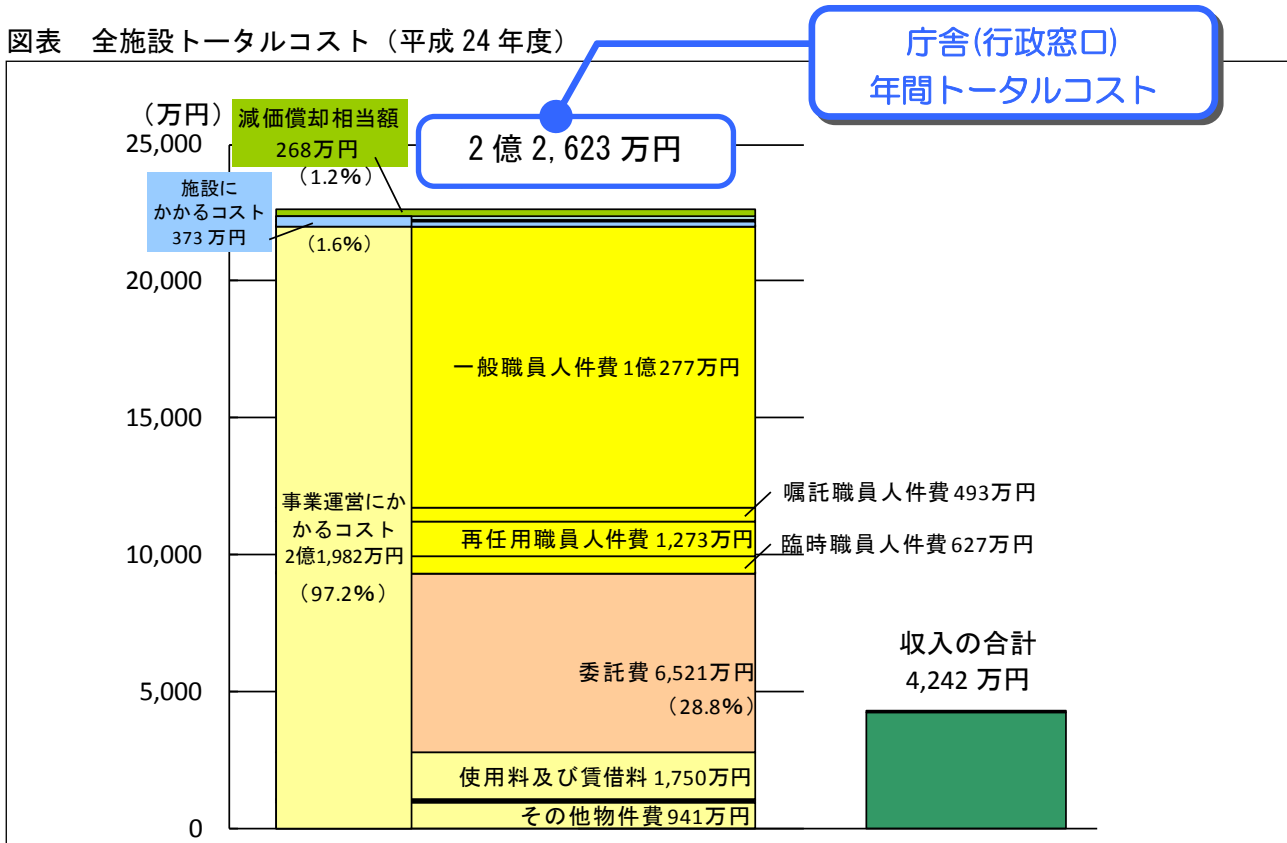 図表　全施設トータルコスト（平成 24 年度）
庁舎(行政窓口)
年間トータルコスト
（万円）
減価償却相当額
268万円
（1.2%）
2 億 2, 623 万円
施設に
かかるコスト
373 万円
（1.6%）
25,000
20,000
15,000
10,000
5,000
0
一般職員人件費 1億277万円
嘱託職員人件費 493万円
再任用職員人件費 1,273万円
臨時職員人件費 627万円
事業運営にか
かるコスト
2億1,982万円
（97.2%）
委託費 6,521万円
（28.8%）
使用料及び賃借料 1,750万円
その他物件費 941万円
収入の合計
4,242 万円